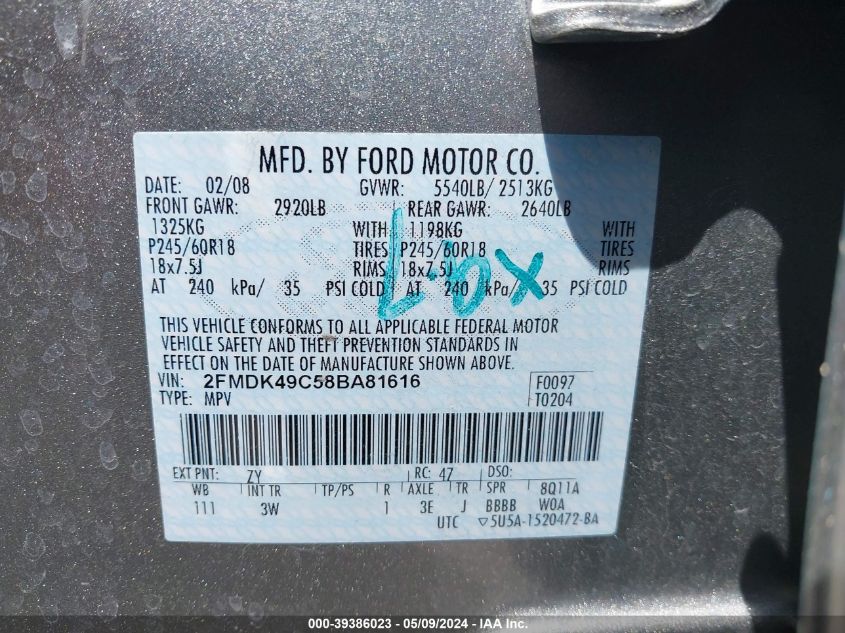 MFD. BY FORD MOTOR CO.
DATE: 02/08 GVWR: 5540LB/ 2513KG
FRONT GAWR: 2920LB REAR GAWR: 2640LB
1325KG WITH 1198KG WITH
P245/60R18 TIRES P245/60R18 TIRES
18x7.5J RIMS 18x7.5J RIMS
AT 240 kPa/ 35 PSI COLD AT 240 kPa/ 35 PSI COLD
THIS VEHICLE CONFORMS TO ALL APPLICABLE FEDERAL MOTOR
VEHICLE SAFETY AND THEFT PREVENTION STANDARDS IN
EFFECT ON THE DATE OF MANUFACTURE SHOWN ABOVE.
VIN: 2FMDK49C58BA81616 F0097
TYPE: MPV T0204
EXT PNT: ZY RC: 47 DSO:
WB INT TR TP/PS R AXLE TR SPR 8Q11A
111 3W 1 3E J BBBB W0A
UTC ▽5U5A-1520472-BA
000-39386023 / 05/09/2024 - IAA Inc.